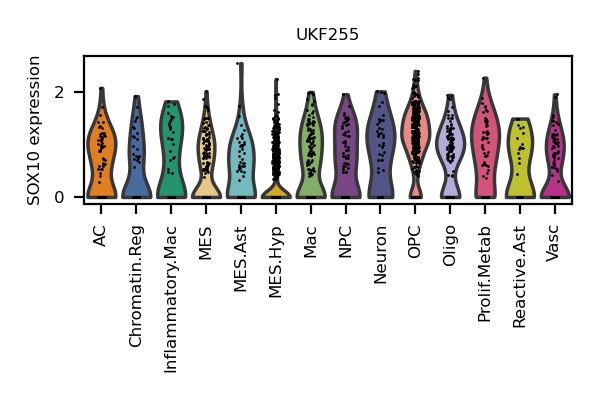 UKF255
SOX10 expression
2
0
AC
Chromatin.Reg
Inflammatory.Mac
MES
MES.Ast
MES.Hyp
Mac
NPC
Neuron
OPC
Oligo
Prolif.Metab
Reactive.Ast
Vasc